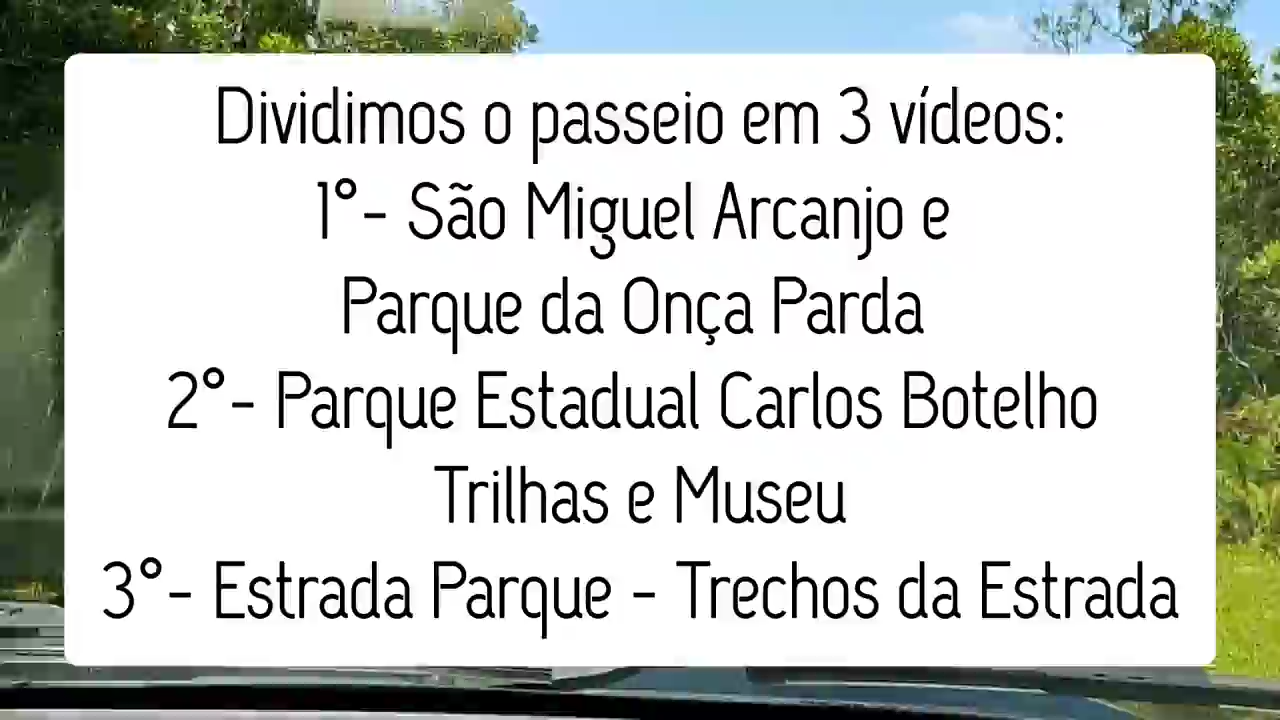 Dividimos o passeio em 3 vídeos:
1°- São Miguel Arcanjo e
Parque da Onça Parda
2°- Parque Estadual Carlos Botelho
Trilhas e Museu
3°- Estrada Parque - Trechos da Estrada